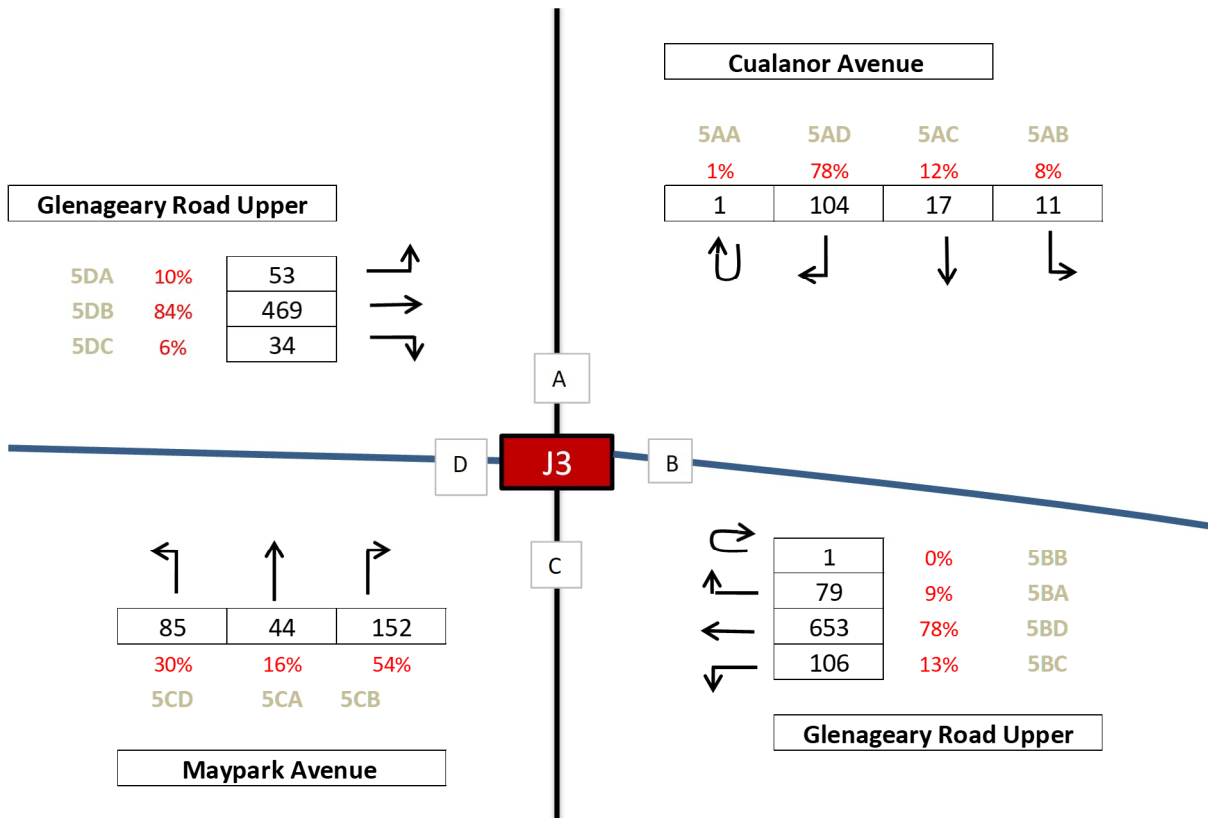 Cualanor Avenue
5AA 5AD 5AC 5AB
1% 78% 12% 8%
1 104 17 11
Glenageary Road Upper
5DA 10% 53
5DB 84% 469
5DC 6% 34
A
D J3 B
C
85 44 152
30% 16% 54%
5CD 5CA 5CB
Maypark Avenue
1 0% 5BB
79 9% 5BA
653 78% 5BD
106 13% 5BC
Glenageary Road Upper